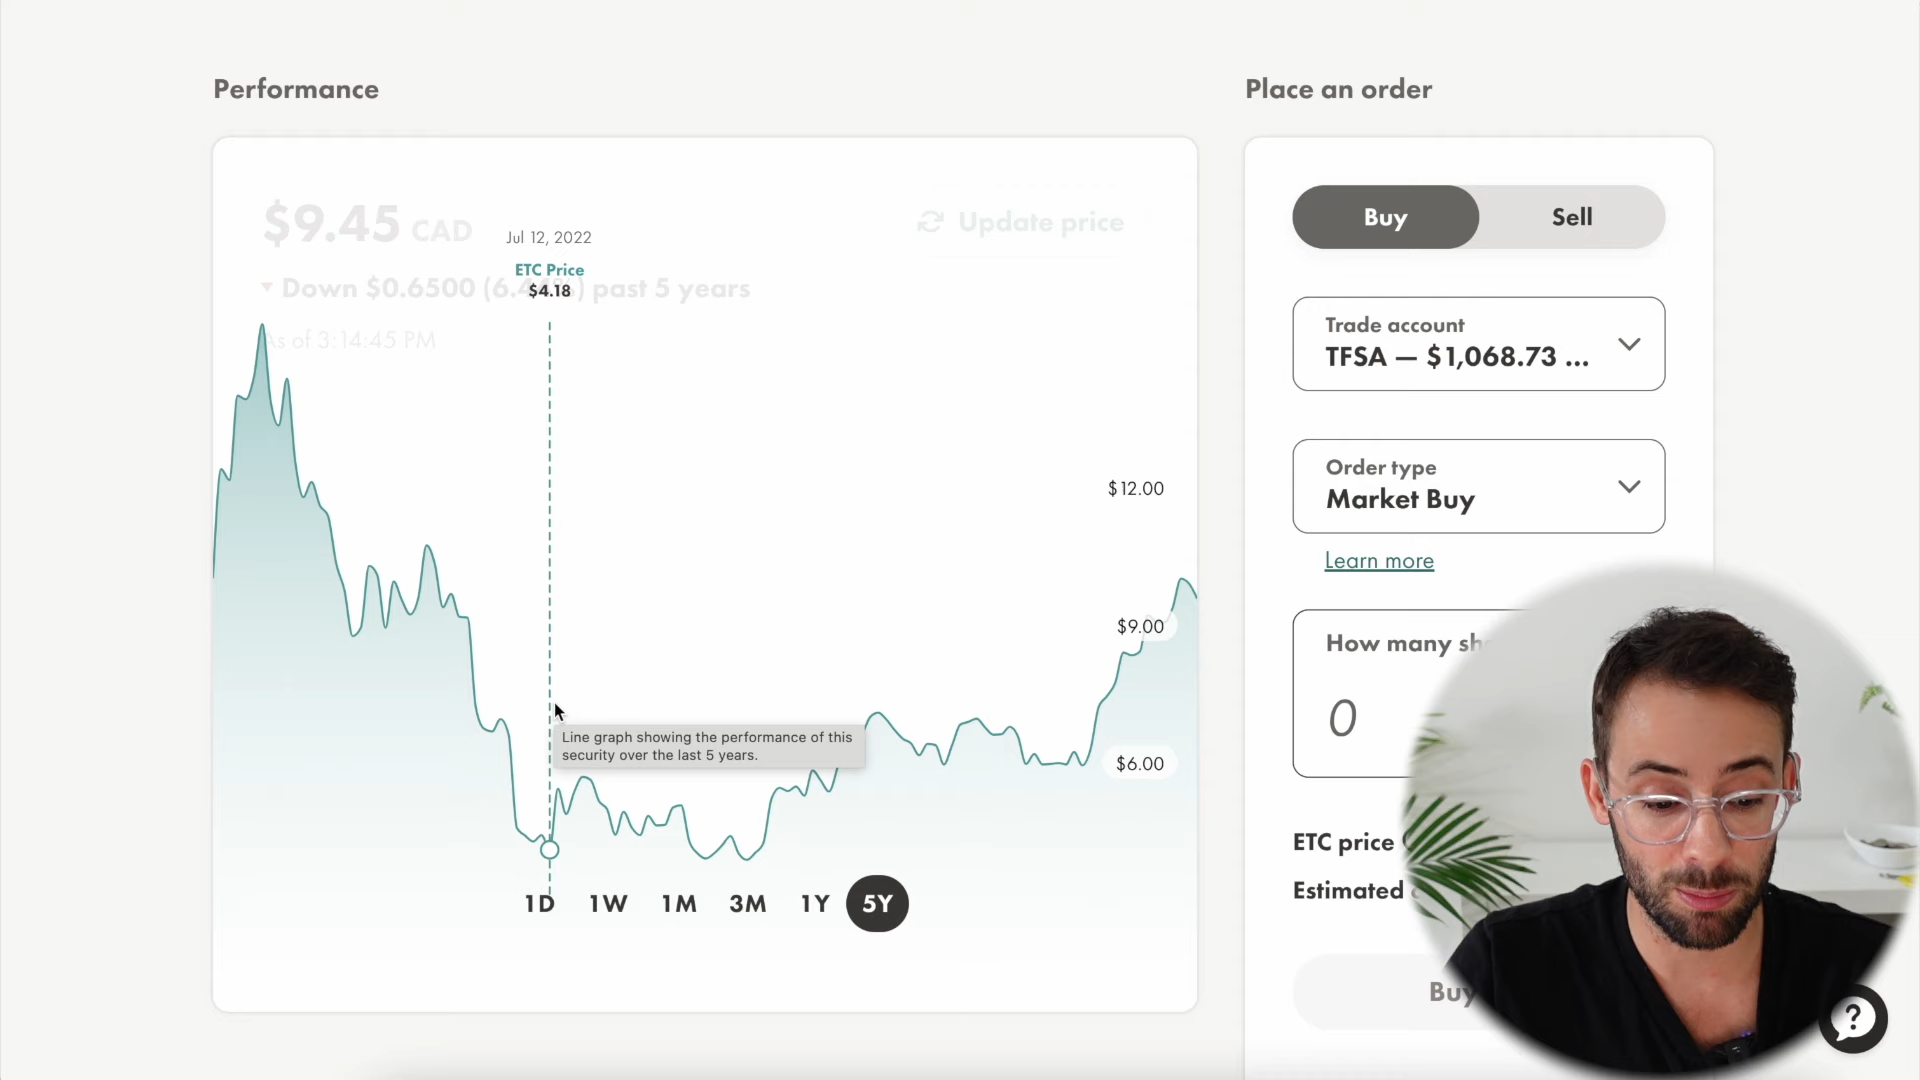 Performance
Place an order
$9.45 CAD
Update price
Jul 12, 2022
ETC Price
$4.18
Down $0.6500 (6. ) past 5 years
As of 3:14:45 PM
$12.00
$9.00
$6.00
Line graph showing the performance of this
security over the last 5 years.
1D 1W 1M 3M 1Y 5Y
Buy Sell
Trade account
TFSA — $1,068.73 ...
Order type
Market Buy
Learn more
How many
0
ETC price
Estimated
Buy
?